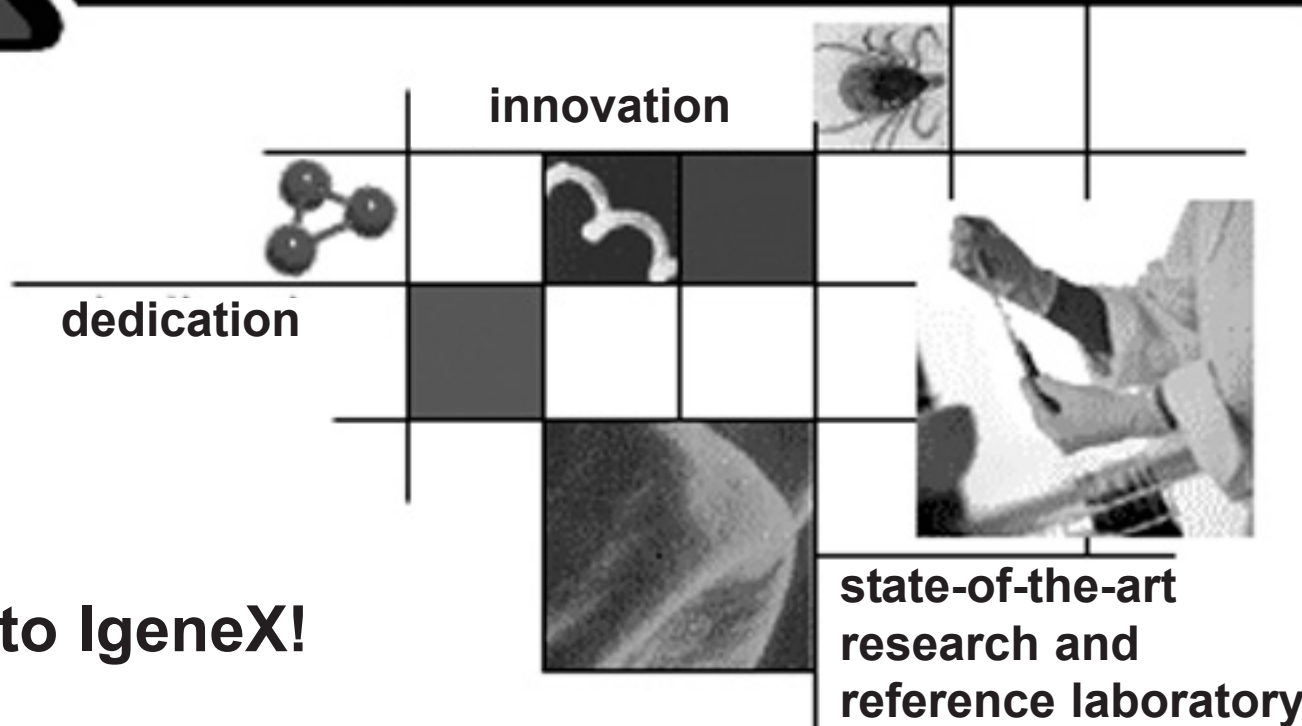 innovation
dedication
to IgeneX!
state-of-the-art
research and
reference laboratory